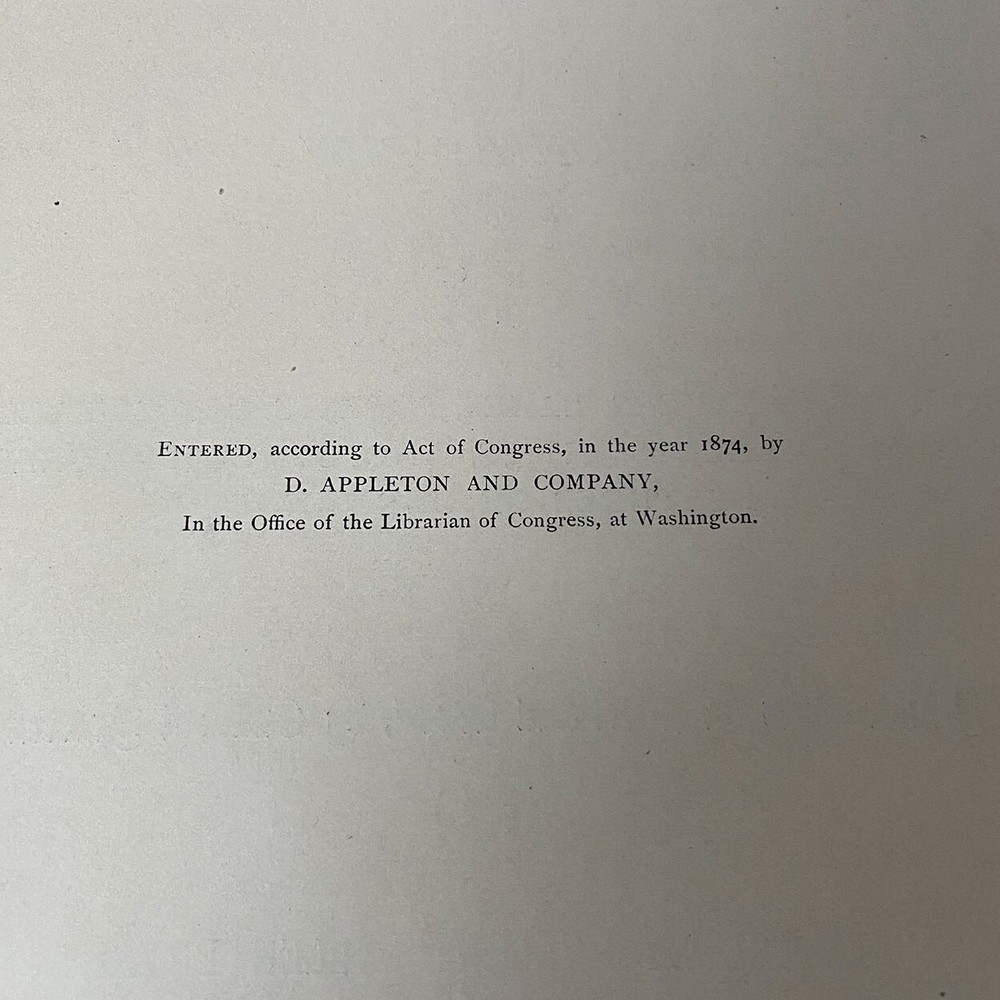 ENTERED, according to Act of Congress, in the year 1874, by
D. APPLETON AND COMPANY,
In the Office of the Librarian of Congress, at Washington.